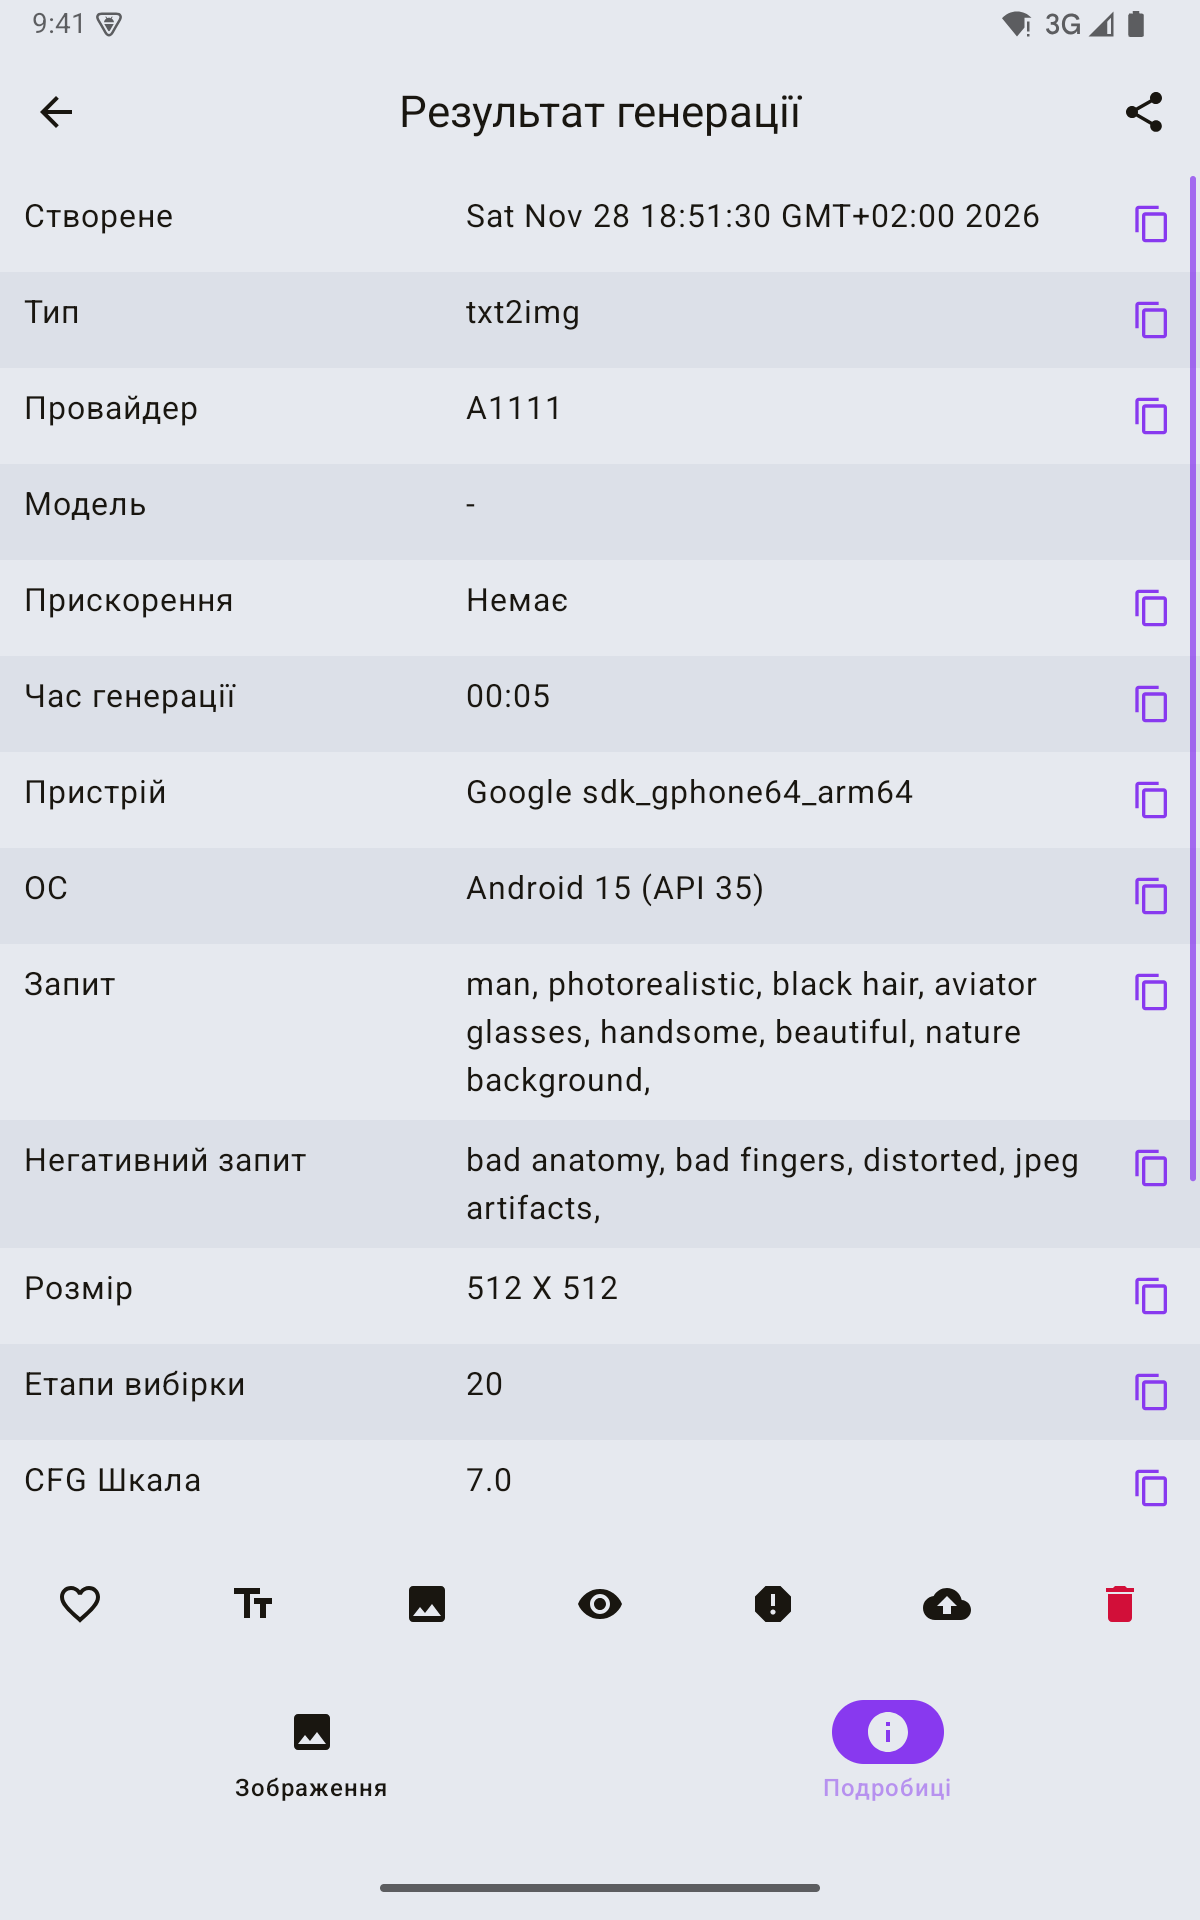 9:41
3G
Результат генерації
Створене
Sat Nov 28 18:51:30 GMT+02:00 2026
Тип
txt2img
Провайдер
A1111
Модель
-
Прискорення
Немає
Час генерації
00:05
Пристрій
Google sdk_gphone64_arm64
ОС
Android 15 (API 35)
Запит
man, photorealistic, black hair, aviator
glasses, handsome, beautiful, nature
background,
Негативний запит
bad anatomy, bad fingers, distorted, jpeg
artifacts,
Розмір
512 X 512
Етапи вибірки
20
CFG Шкала
7.0
Зображення
Подробиці